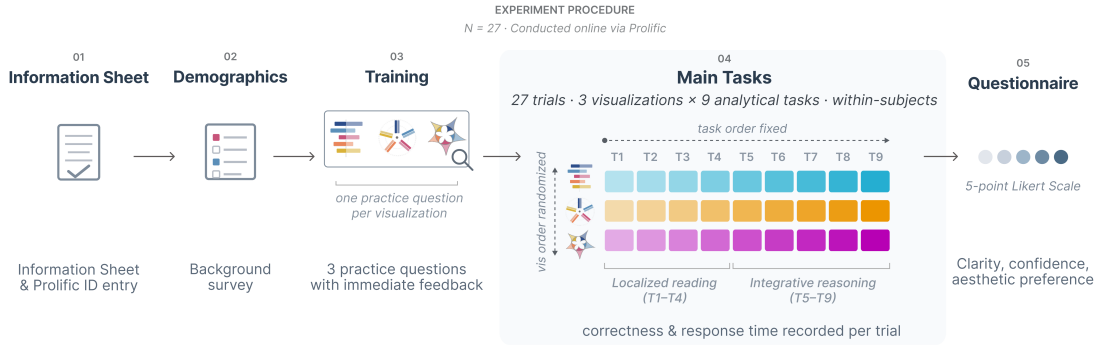 EXPERIMENT PROCEDURE
N = 27 · Conducted online via Prolific
01
Information Sheet
Information Sheet
& Prolific ID entry
02
Demographics
Background
survey
03
Training
one practice question
per visualization
3 practice questions
with immediate feedback
04
Main Tasks
27 trials · 3 visualizations × 9 analytical tasks · within-subjects
task order fixed
T1 T2 T3 T4 T5 T6 T7 T8 T9
vis order randomized
Localized reading
(T1–T4)
Integrative reasoning
(T5–T9)
correctness & response time recorded per trial
05
Questionnaire
5-point Likert Scale
Clarity, confidence,
aesthetic preference